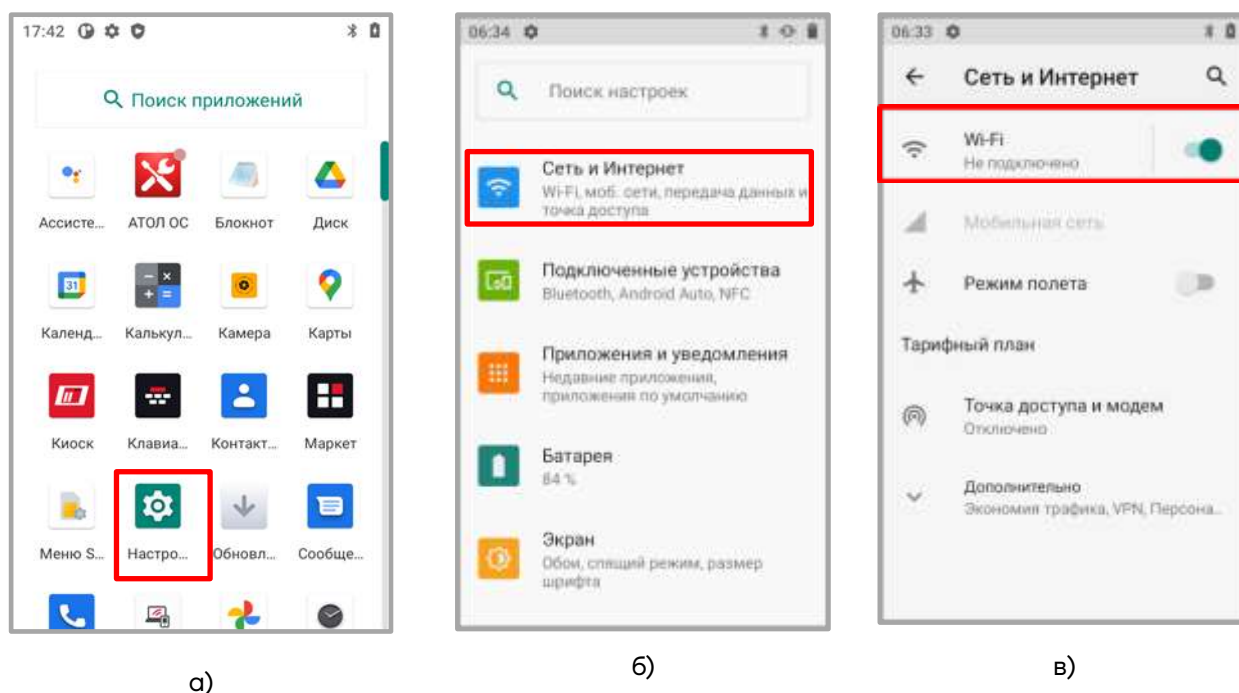 17:42
Поиск приложений
Ассисте... АТОЛ ОС Блокнот Диск
31
Календ... Калькул... Камера Карты
Киоск Клавиа... Контакт... Маркет
Меню S... Настро... Обновл... Сообще...
а)
06:34
Поиск настроек
Сеть и Интернет
Wi-Fi, моб. сети, передача данных и
точка доступа
Подключенные устройства
Bluetooth, Android Auto, NFC
Приложения и уведомления
Недавние приложения,
приложения по умолчанию
Батарея
84 %
Экран
Обои, спящий режим, размер
шрифта
б)
06:33
Сеть и Интернет
Wi-Fi
Не подключено
Мобильная сеть
Режим полета
Тарифный план
Точка доступа и модем
Отключено
Дополнительно
Экономия трафика, VPN, Персона...
в)